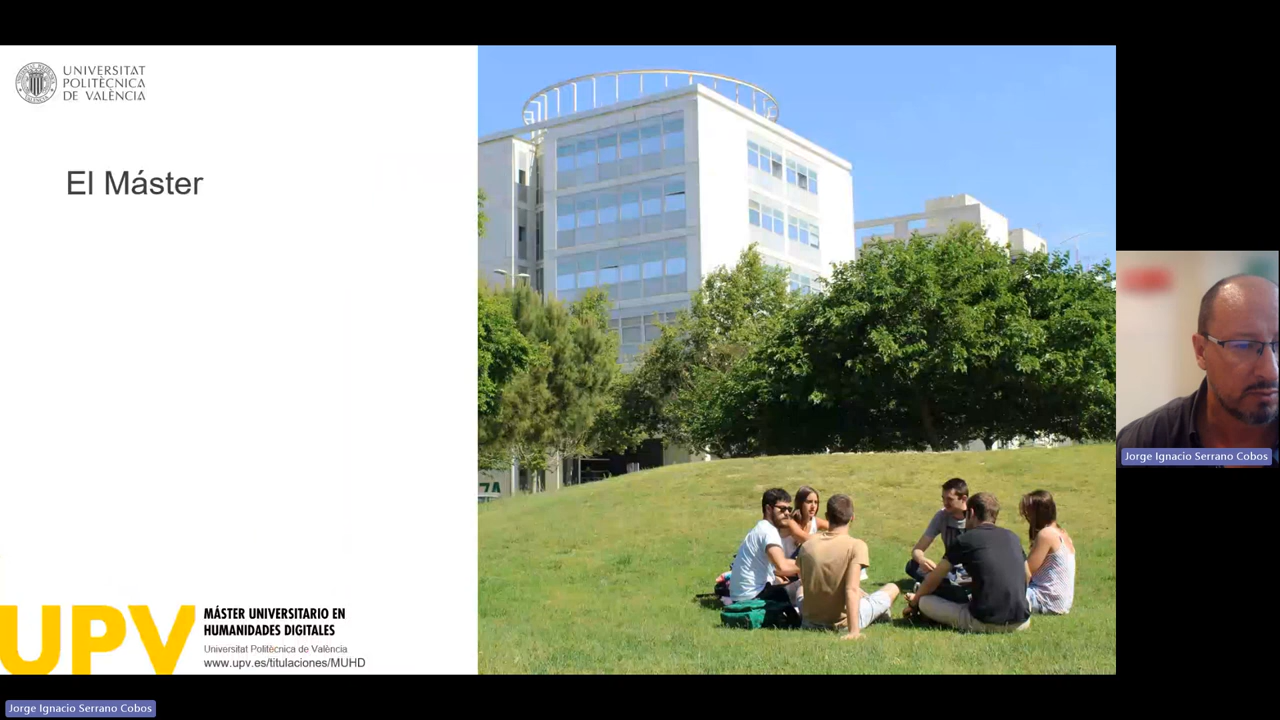 UNIVERSITAT
POLITÈCNICA
DE VALÈNCIA
El Máster
7A
UPV
MÁSTER UNIVERSITARIO EN
HUMANIDADES DIGITALES
Universitat Politècnica de València
www.upv.es/titulaciones/MUHD
Jorge Ignacio Serrano Cobos
Jorge Ignacio Serrano Cobos